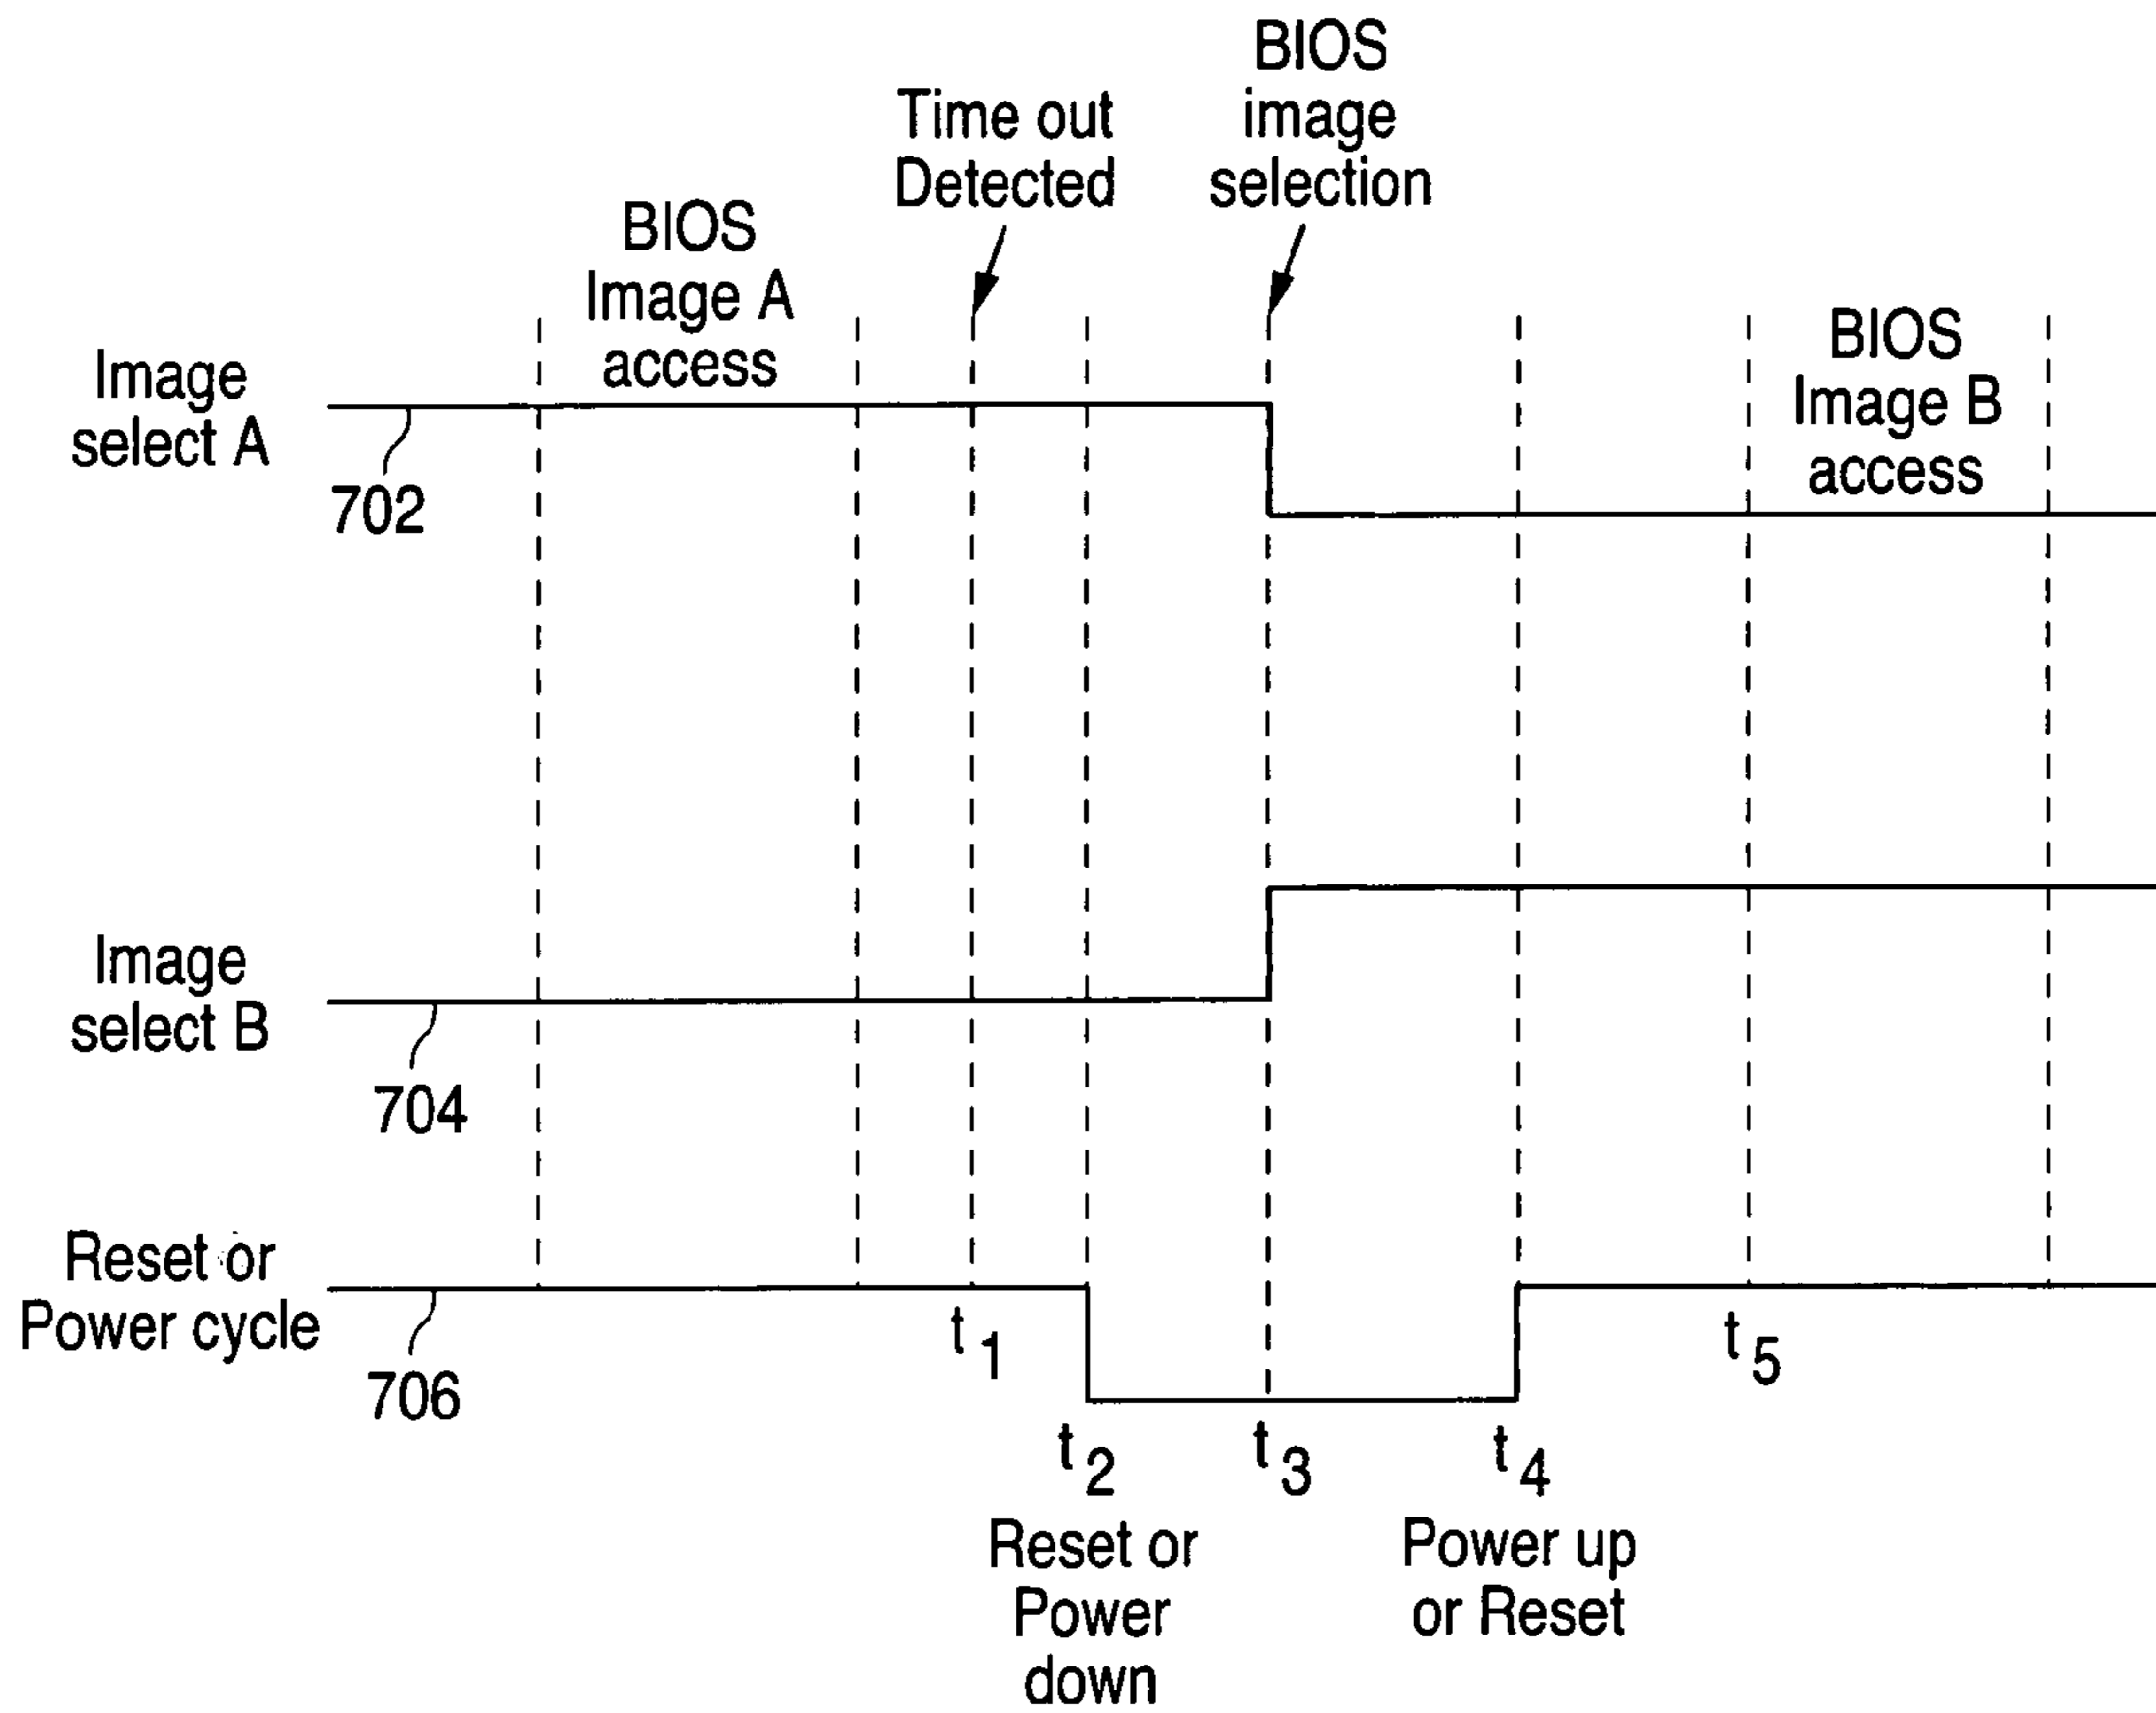 BIOS
image
selection
Time out
Detected
BIOS
Image A
access
BIOS
Image B
access
Image
select A
702
Image
select B
704
Reset or
Power cycle
706
t1
t5
t2
t3
t4
Reset or
Power
down
Power up
or Reset